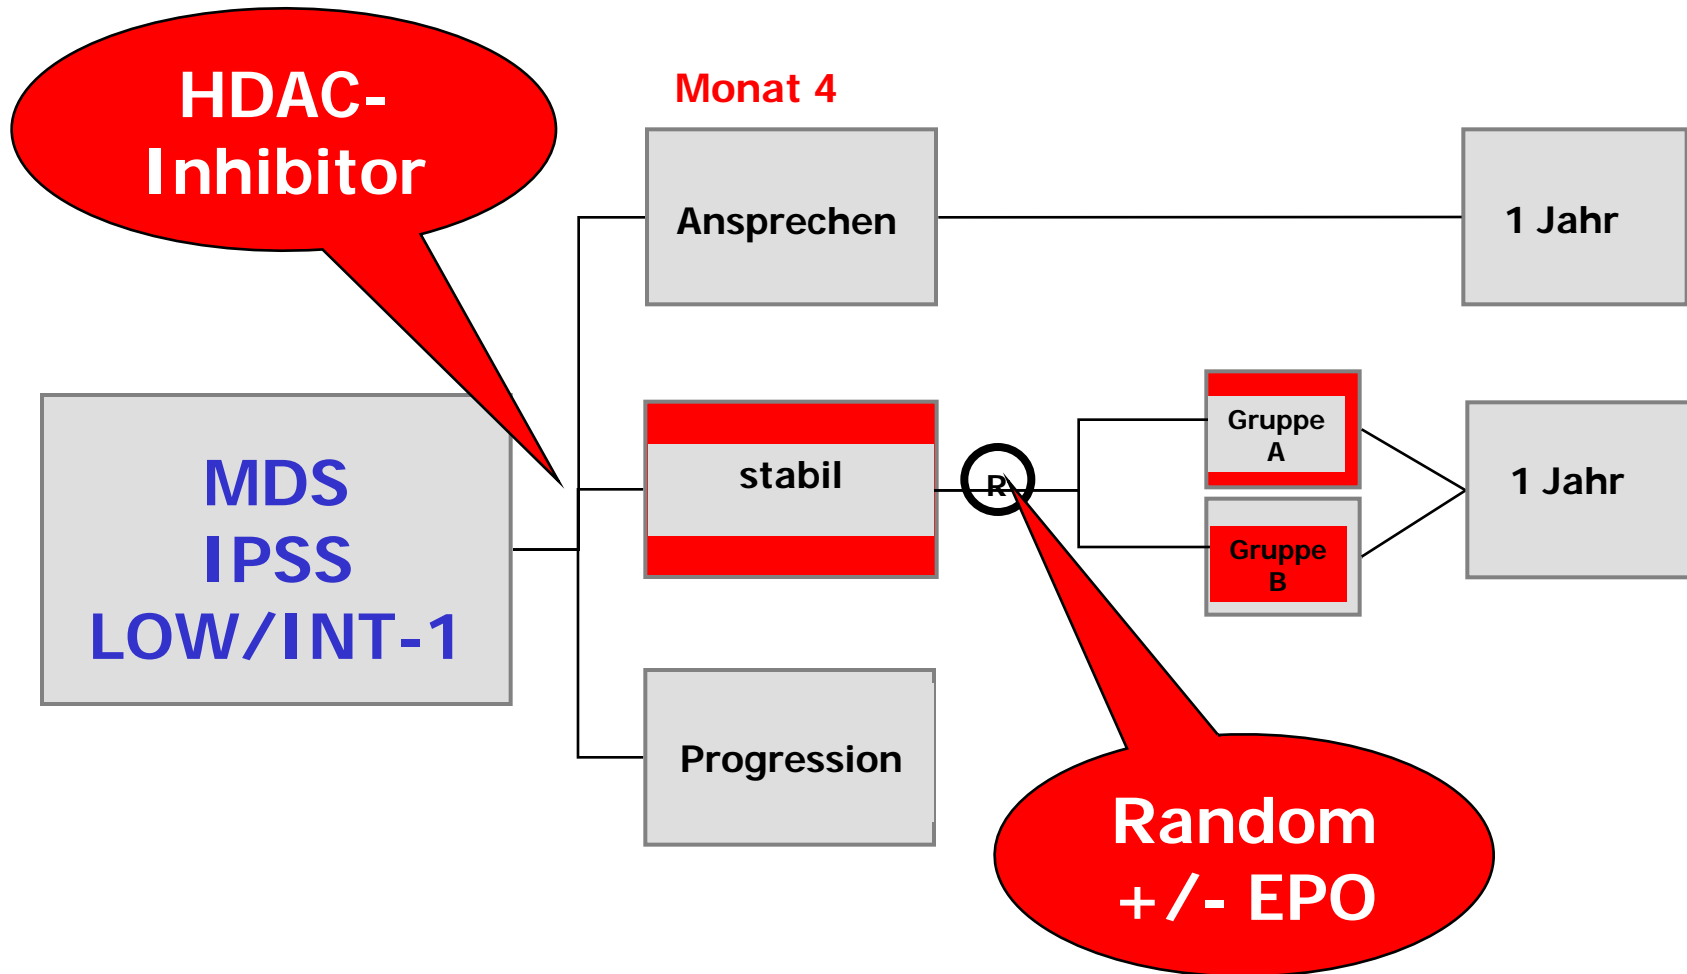 HDAC-
Inhibitor
Monat 4
Ansprechen
1 Jahr
MDS
IPSS
LOW/INT-1
stabil
R
Gruppe
A
Gruppe
B
1 Jahr
Progression
Random
+/- EPO